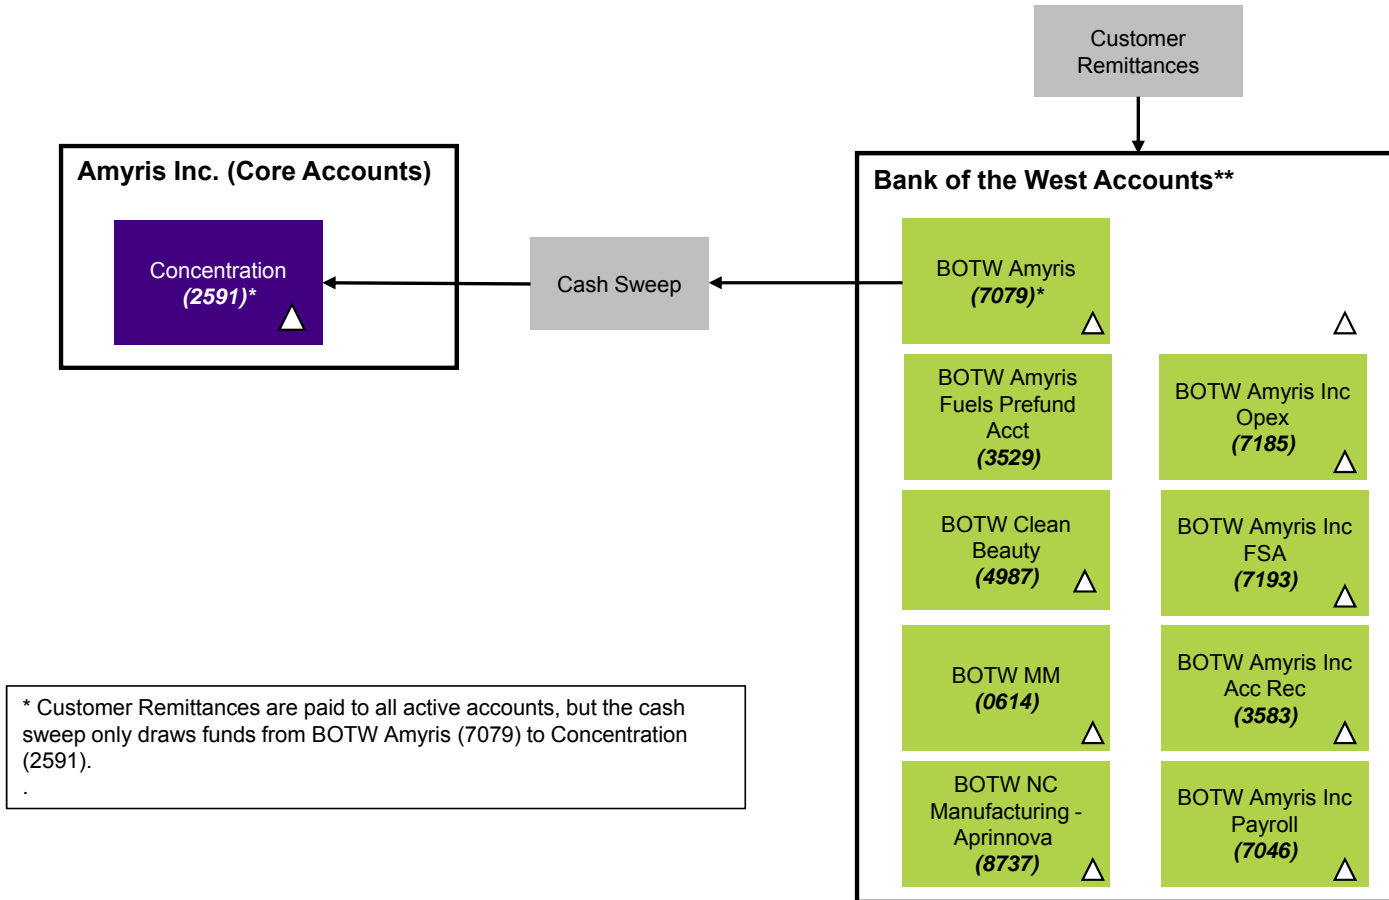 Customer
Remittances
Amyris Inc. (Core Accounts)
Concentration
(2591)*
Cash Sweep
Bank of the West Accounts**
BOTW Amyris
(7079)*
BOTW Amyris
Fuels Prefund
Acct
(3529)
BOTW Amyris Inc
Opex
(7185)
BOTW Clean
Beauty
(4987)
BOTW Amyris Inc
FSA
(7193)
BOTW MM
(0614)
BOTW Amyris Inc
Acc Rec
(3583)
BOTW NC
Manufacturing -
Aprinnova
(8737)
BOTW Amyris Inc
Payroll
(7046)
* Customer Remittances are paid to all active accounts, but the cash
sweep only draws funds from BOTW Amyris (7079) to Concentration
(2591).
.